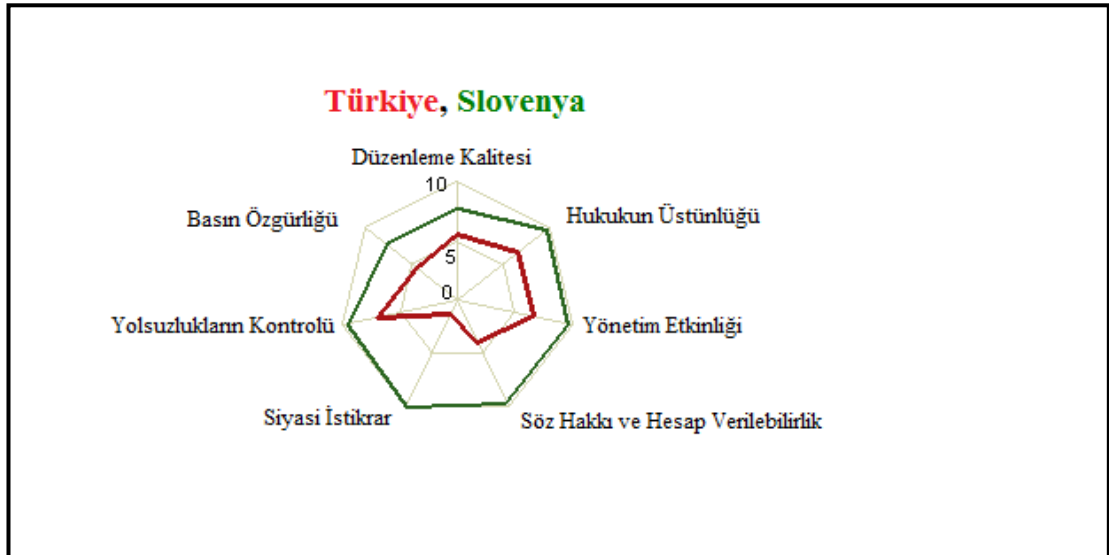 Türkiye, Slovenya
Düzenleme Kalitesi
10
Basın Özgürliğü
Hukukun Üstünlüğü
5
0
Yolsuzlukların Kontrolü
Yönetim Etkinliği
Siyasi İstikrar
Söz Hakkı ve Hesap Verilebilirlik